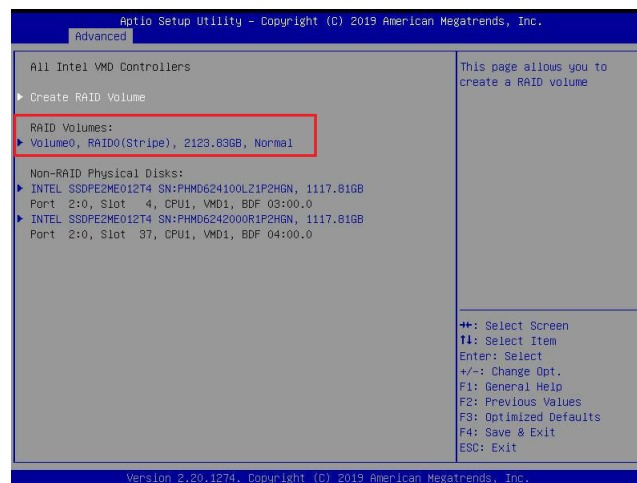 Aptio Setup Utility – Copyright (C) 2019 American Megatrends, Inc.
Advanced
All Intel VMD Controllers
Create RAID Volume
RAID Volumes:
Volume0, RAID0(Stripe), 2123.83GB, Normal
Non-RAID Physical Disks:
INTEL SSDPE2ME012T4 SN:PHMD624100LZ1P2HGN, 1117.81GB
Port 2:0, Slot 4, CPU1, VMD1, BDF 03:00.0
INTEL SSDPE2ME012T4 SN:PHMD6242000R1P2HGN, 1117.81GB
Port 2:0, Slot 37, CPU1, VMD1, BDF 04:00.0
This page allows you to
create a RAID volume
→←: Select Screen
↑↓: Select Item
Enter: Select
+/-: Change Opt.
F1: General Help
F2: Previous Values
F3: Optimized Defaults
F4: Save & Exit
ESC: Exit
Version 2.20.1274. Copyright (C) 2019 American Megatrends, Inc.